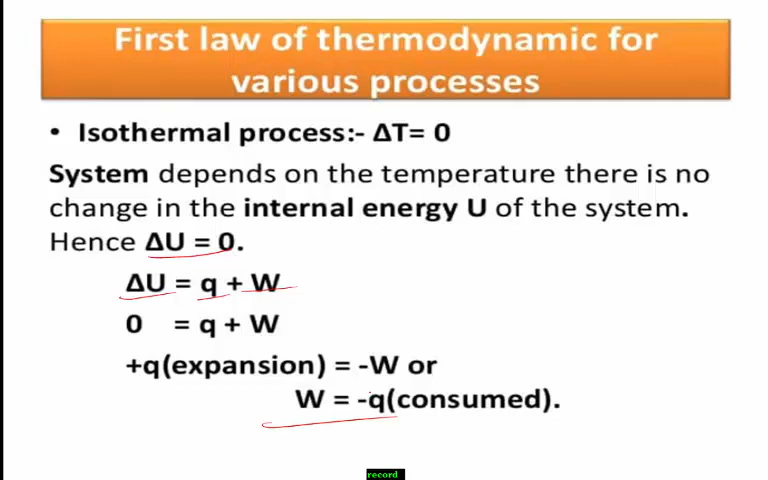 First law of thermodynamic for
various processes
• Isothermal process:- ΔT= 0
System depends on the temperature there is no
change in the internal energy U of the system.
Hence ΔU = 0.
ΔU = q + W
0 = q + W
+q(expansion) = -W or
W = -q(consumed).
record